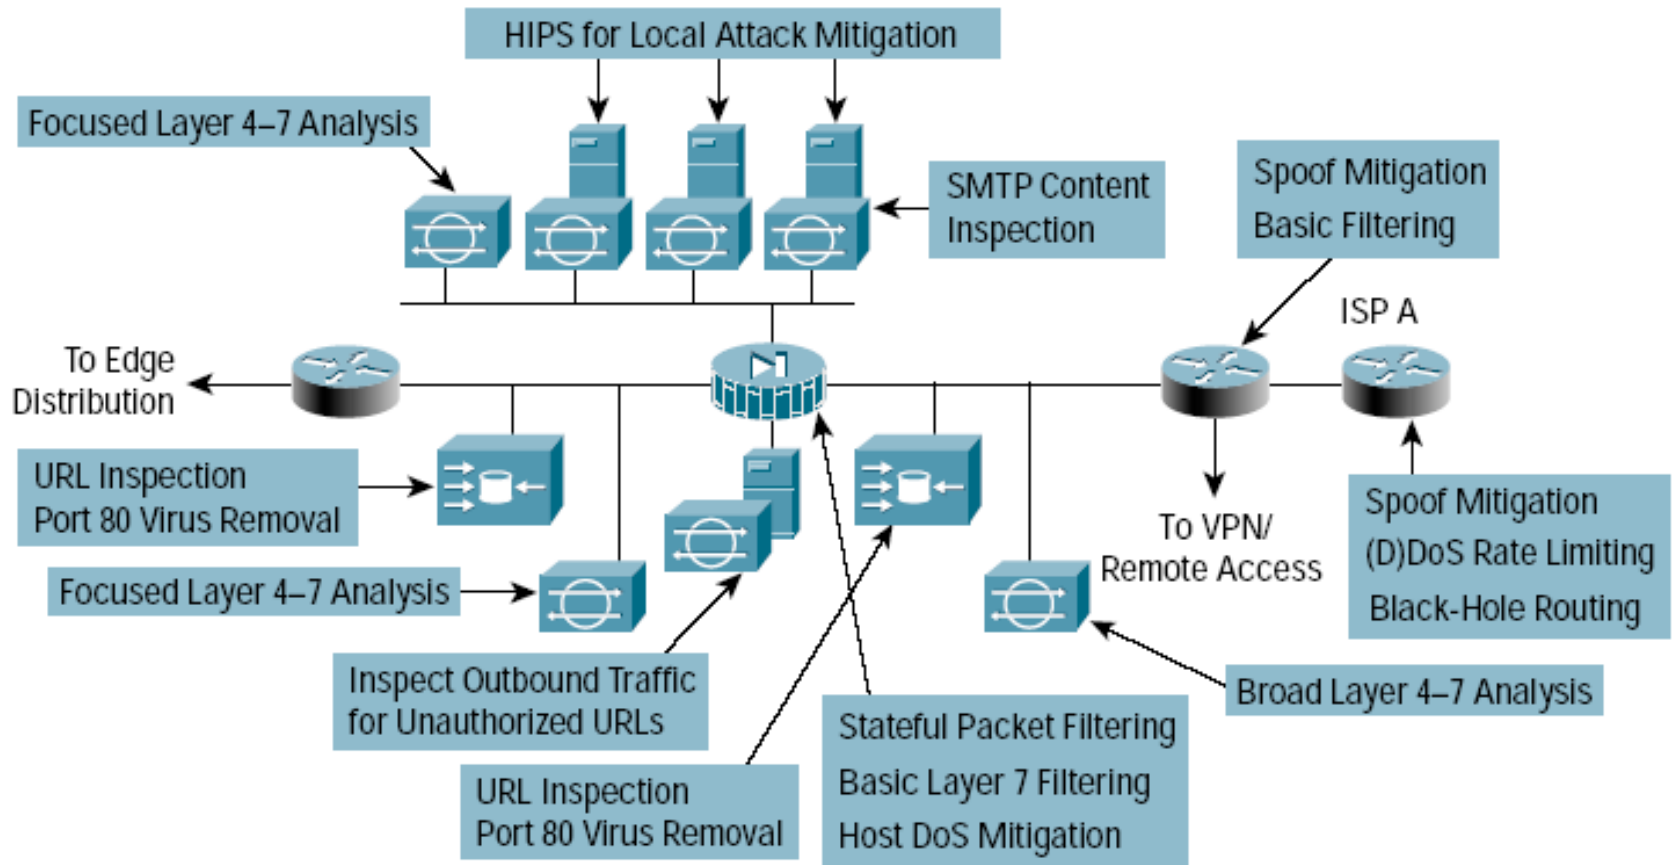 HIPS for Local Attack Mitigation
Focused Layer 4–7 Analysis
SMTP Content
Inspection
Spoof Mitigation
Basic Filtering
ISP A
To Edge
Distribution
URL Inspection
Port 80 Virus Removal
To VPN/
Remote Access
Spoof Mitigation
(D)DoS Rate Limiting
Black-Hole Routing
Focused Layer 4–7 Analysis
Inspect Outbound Traffic
for Unauthorized URLs
Broad Layer 4–7 Analysis
Stateful Packet Filtering
Basic Layer 7 Filtering
Host DoS Mitigation
URL Inspection
Port 80 Virus Removal